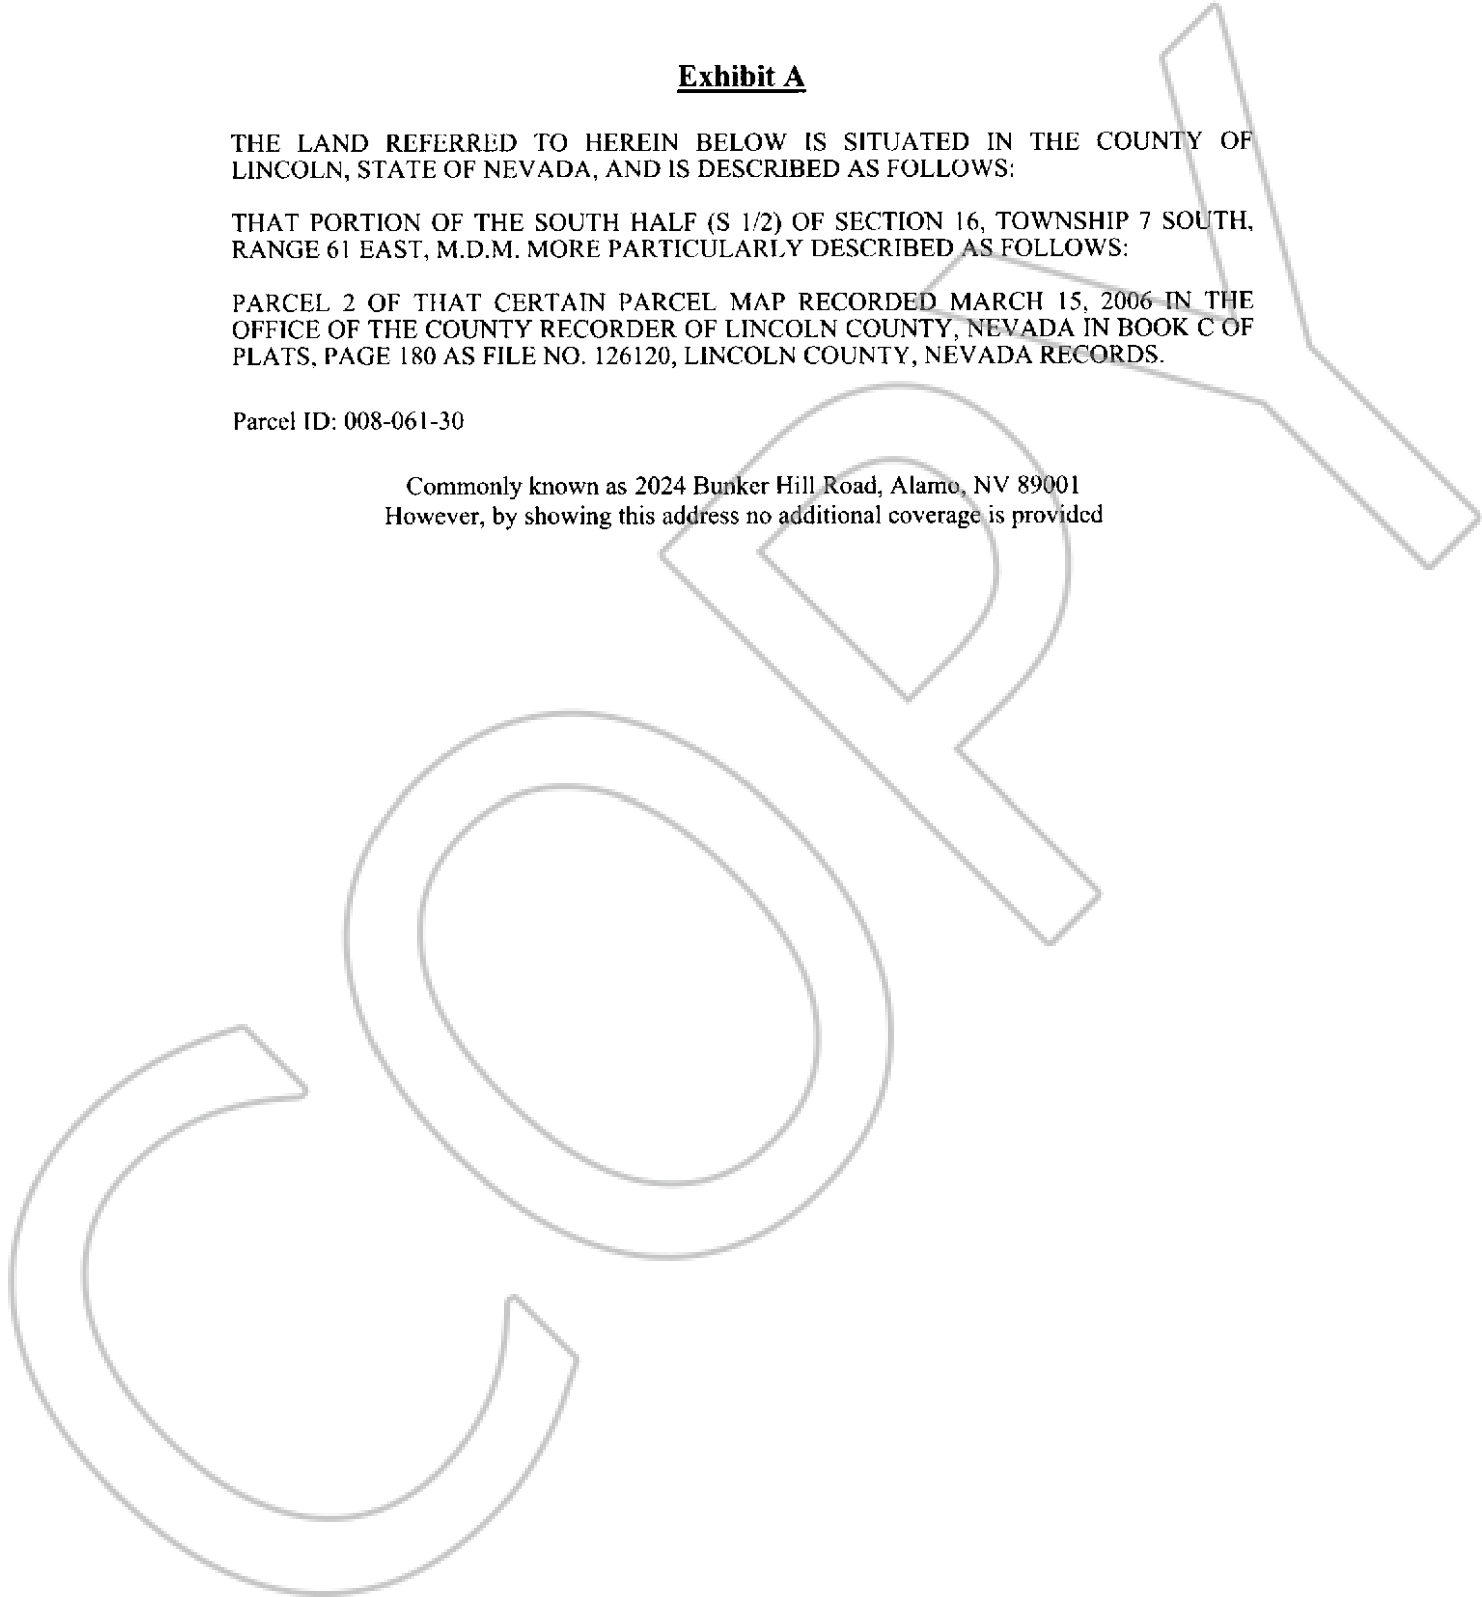 Exhibit A
THE LAND REFERRED TO HEREIN BELOW IS SITUATED IN THE COUNTY OF
LINCOLN, STATE OF NEVADA, AND IS DESCRIBED AS FOLLOWS:
THAT PORTION OF THE SOUTH HALF (S 1/2) OF SECTION 16, TOWNSHIP 7 SOUTH,
RANGE 61 EAST, M.D.M. MORE PARTICULARLY DESCRIBED AS FOLLOWS:
PARCEL 2 OF THAT CERTAIN PARCEL MAP RECORDED MARCH 15, 2006 IN THE
OFFICE OF THE COUNTY RECORDER OF LINCOLN COUNTY, NEVADA IN BOOK C OF
PLATS, PAGE 180 AS FILE NO. 126120, LINCOLN COUNTY, NEVADA RECORDS.
Parcel ID: 008-061-30
Commonly known as 2024 Bunker Hill Road, Alamo, NV 89001
However, by showing this address no additional coverage is provided
COPY